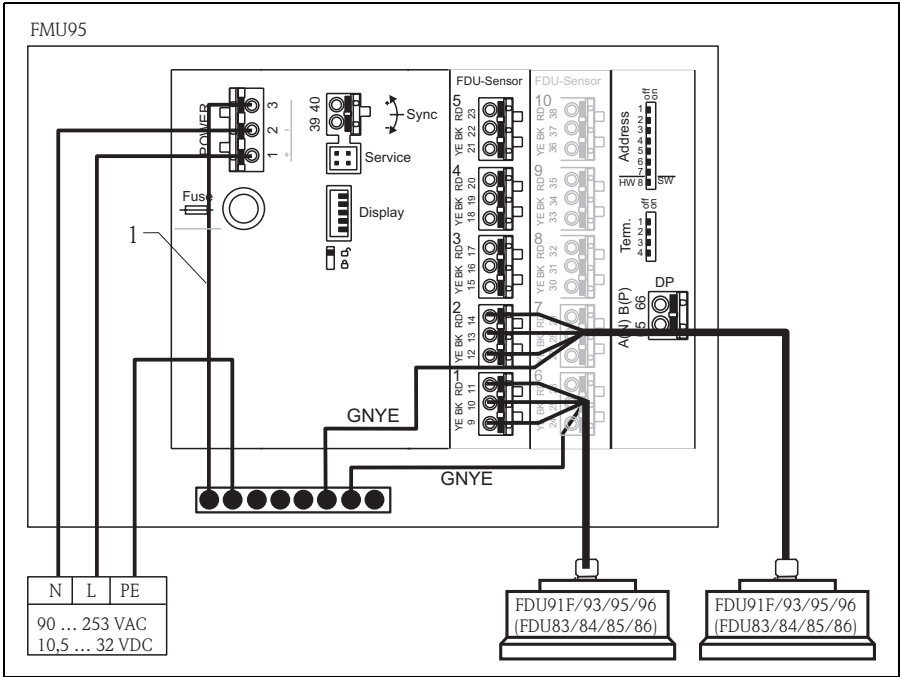 FMU95
POWER
3
2 -
1 +
Fuse
1
39 40
Sync
Service
Display
GNYE
GNYE
FDU-Sensor
5
YE BK RD
21 22 23
4
YE BK RD
18 19 20
3
YE BK RD
15 16 17
2
YE BK RD
12 13 14
1
YE BK RD
9 10 11
FDU-Sensor
10
YE BK RD
36 37 38
9
YE BK RD
33 34 35
8
YE BK RD
30 31 32
7
6
YE BK RD
Address
off
on
1
2
3
4
5
6
7
HW 8 SW
Term.
off
on
1
2
3
4
DP
A(N) B(P)
66
N L PE
90 … 253 VAC
10,5 … 32 VDC
FDU91F/93/95/96
(FDU83/84/85/86)
FDU91F/93/95/96
(FDU83/84/85/86)